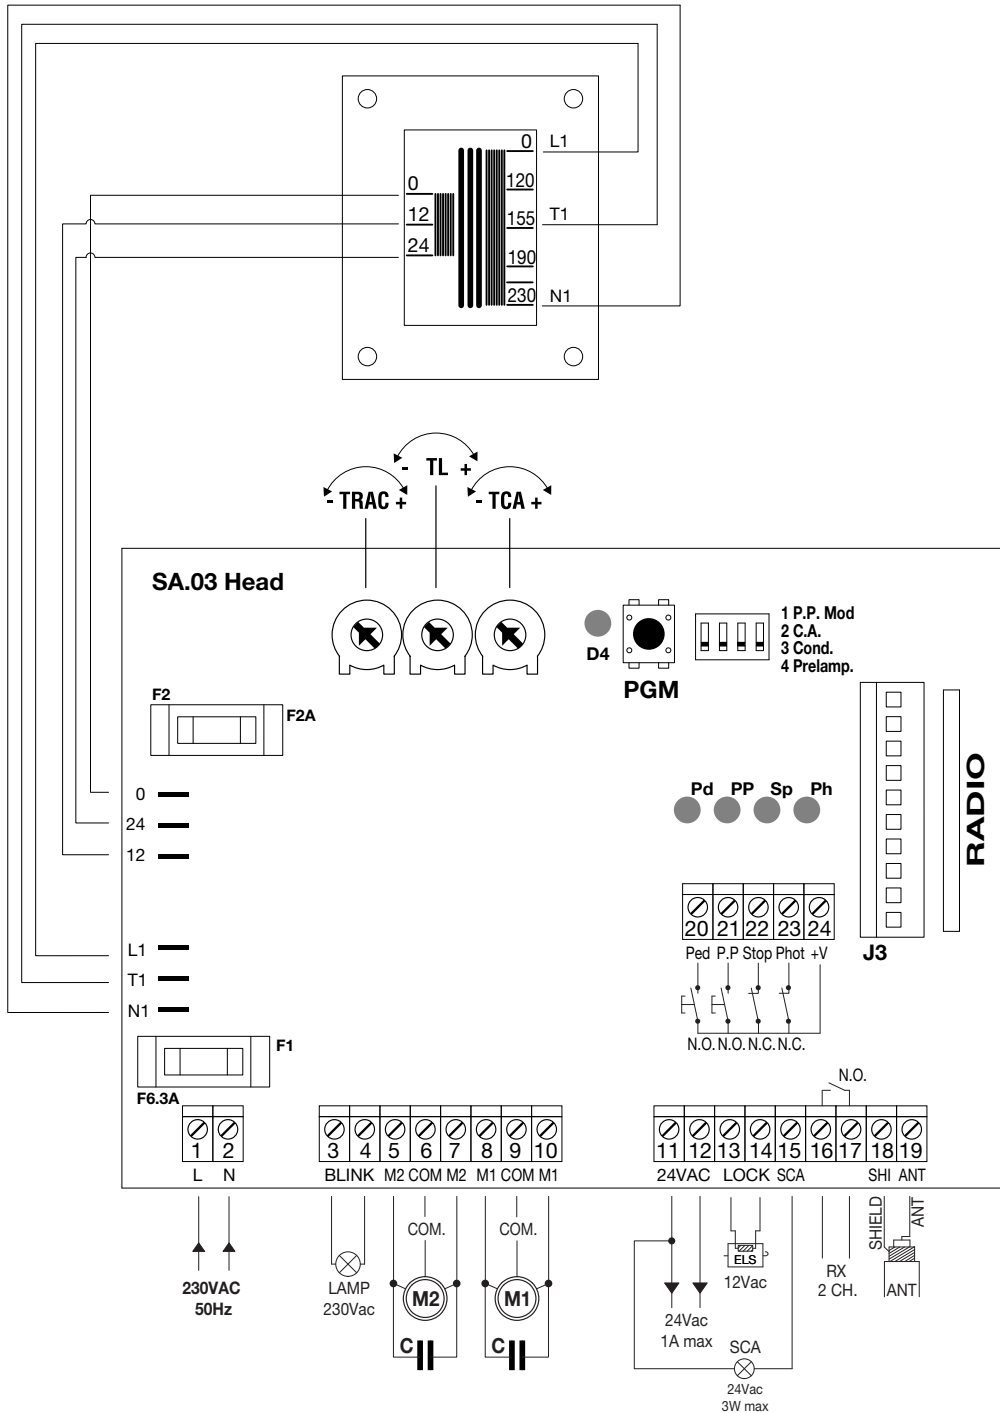 0 L1
120
0
12
155 T1
24
190
230 N1
- TL +
- TRAC +
- TCA +
SA.03 Head
D4
PGM
1 P.P. Mod
2 C.A.
3 Cond.
4 Prelamp.
F2
F2A
Pd PP Sp Ph
RADIO
0
24
12
20 21 22 23 24
Ped P.P Stop Phot +V
J3
L1
T1
N1
N.O. N.O. N.C. N.C.
F1
F6.3A
N.O.
1 2
3 4 5 6 7 8 9 10
11 12 13 14 15 16 17 18 19
L N
BLINK M2 COM M2 M1 COM M1
24VAC LOCK SCA SHI ANT
SHIELD
ANT
COM.
COM.
ELS
230VAC
50Hz
LAMP
230Vac
M2
M1
12Vac
RX
2 CH.
ANT
24Vac
1A max
C
C
SCA
24Vac
3W max